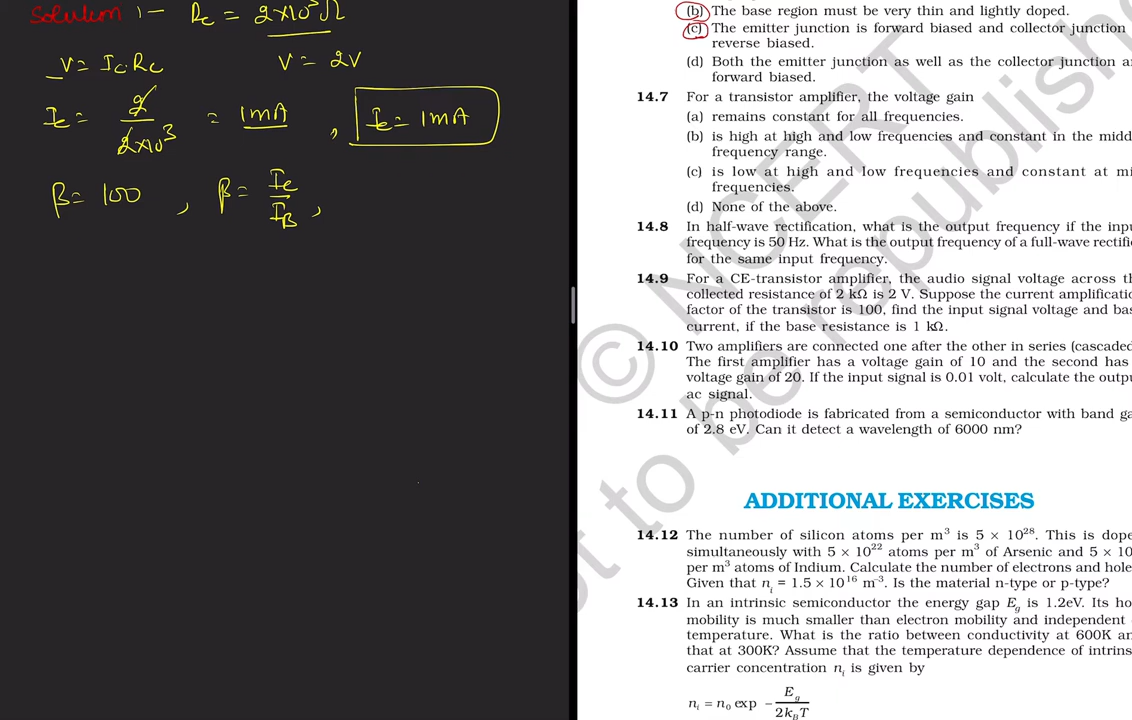 Solution :- Rc = 2×10³Ω
V = Ic Rc V = 2V
Ic = 2 / 2×10³ = 1mA , Ic = 1mA
β = 100 , β = Ic / IB ,
(b) The base region must be very thin and lightly doped.
(c) The emitter junction is forward biased and collector junction
reverse biased.
(d) Both the emitter junction as well as the collector junction a
forward biased.
14.7 For a transistor amplifier, the voltage gain
(a) remains constant for all frequencies.
(b) is high at high and low frequencies and constant in the midd
frequency range.
(c) is low at high and low frequencies and constant at mi
frequencies.
(d) None of the above.
14.8 In half-wave rectification, what is the output frequency if the inpu
frequency is 50 Hz. What is the output frequency of a full-wave rectifi
for the same input frequency.
14.9 For a CE-transistor amplifier, the audio signal voltage across th
collected resistance of 2 kΩ is 2 V. Suppose the current amplificatio
factor of the transistor is 100, find the input signal voltage and bas
current, if the base resistance is 1 kΩ.
14.10 Two amplifiers are connected one after the other in series (cascaded
The first amplifier has a voltage gain of 10 and the second has
voltage gain of 20. If the input signal is 0.01 volt, calculate the outpu
ac signal.
14.11 A p-n photodiode is fabricated from a semiconductor with band ga
of 2.8 eV. Can it detect a wavelength of 6000 nm?
ADDITIONAL EXERCISES
14.12 The number of silicon atoms per m³ is 5 × 10²⁸. This is dope
simultaneously with 5 × 10²² atoms per m³ of Arsenic and 5 × 10
per m³ atoms of Indium. Calculate the number of electrons and hole
Given that nᵢ = 1.5 × 10¹⁶ m⁻³. Is the material n-type or p-type?
14.13 In an intrinsic semiconductor the energy gap Eg is 1.2eV. Its ho
mobility is much smaller than electron mobility and independent
temperature. What is the ratio between conductivity at 600K an
that at 300K? Assume that the temperature dependence of intrins
carrier concentration nᵢ is given by
nᵢ = n₀ exp − Eg / 2kBT
© NCERT
not to be republished